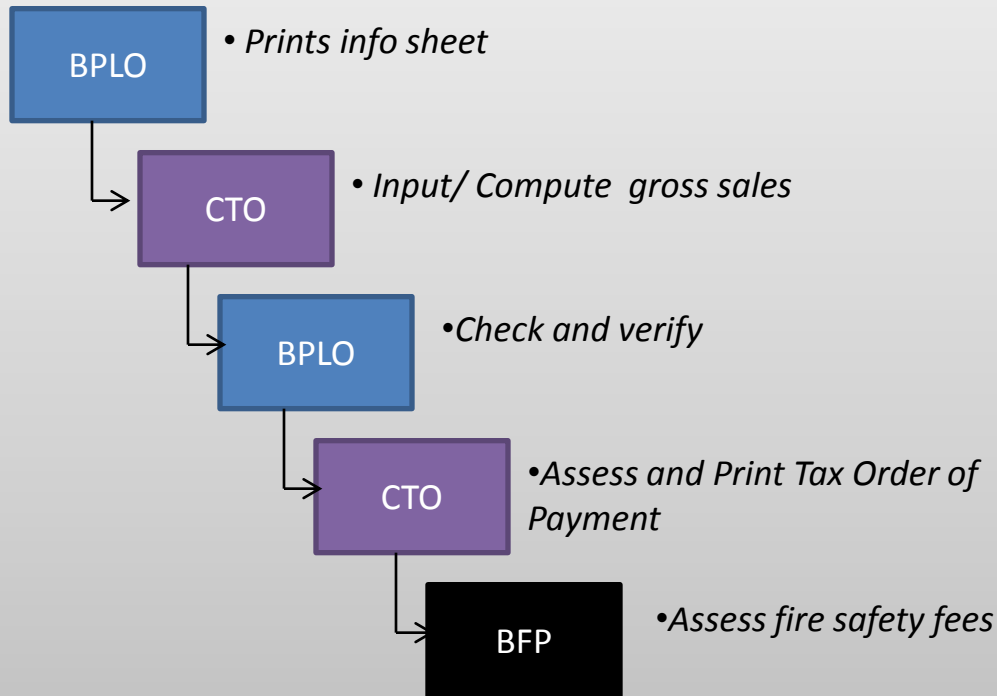 BPLO
• Prints info sheet
CTO
• Input/ Compute gross sales
BPLO
•Check and verify
CTO
•Assess and Print Tax Order of
Payment
BFP
•Assess fire safety fees